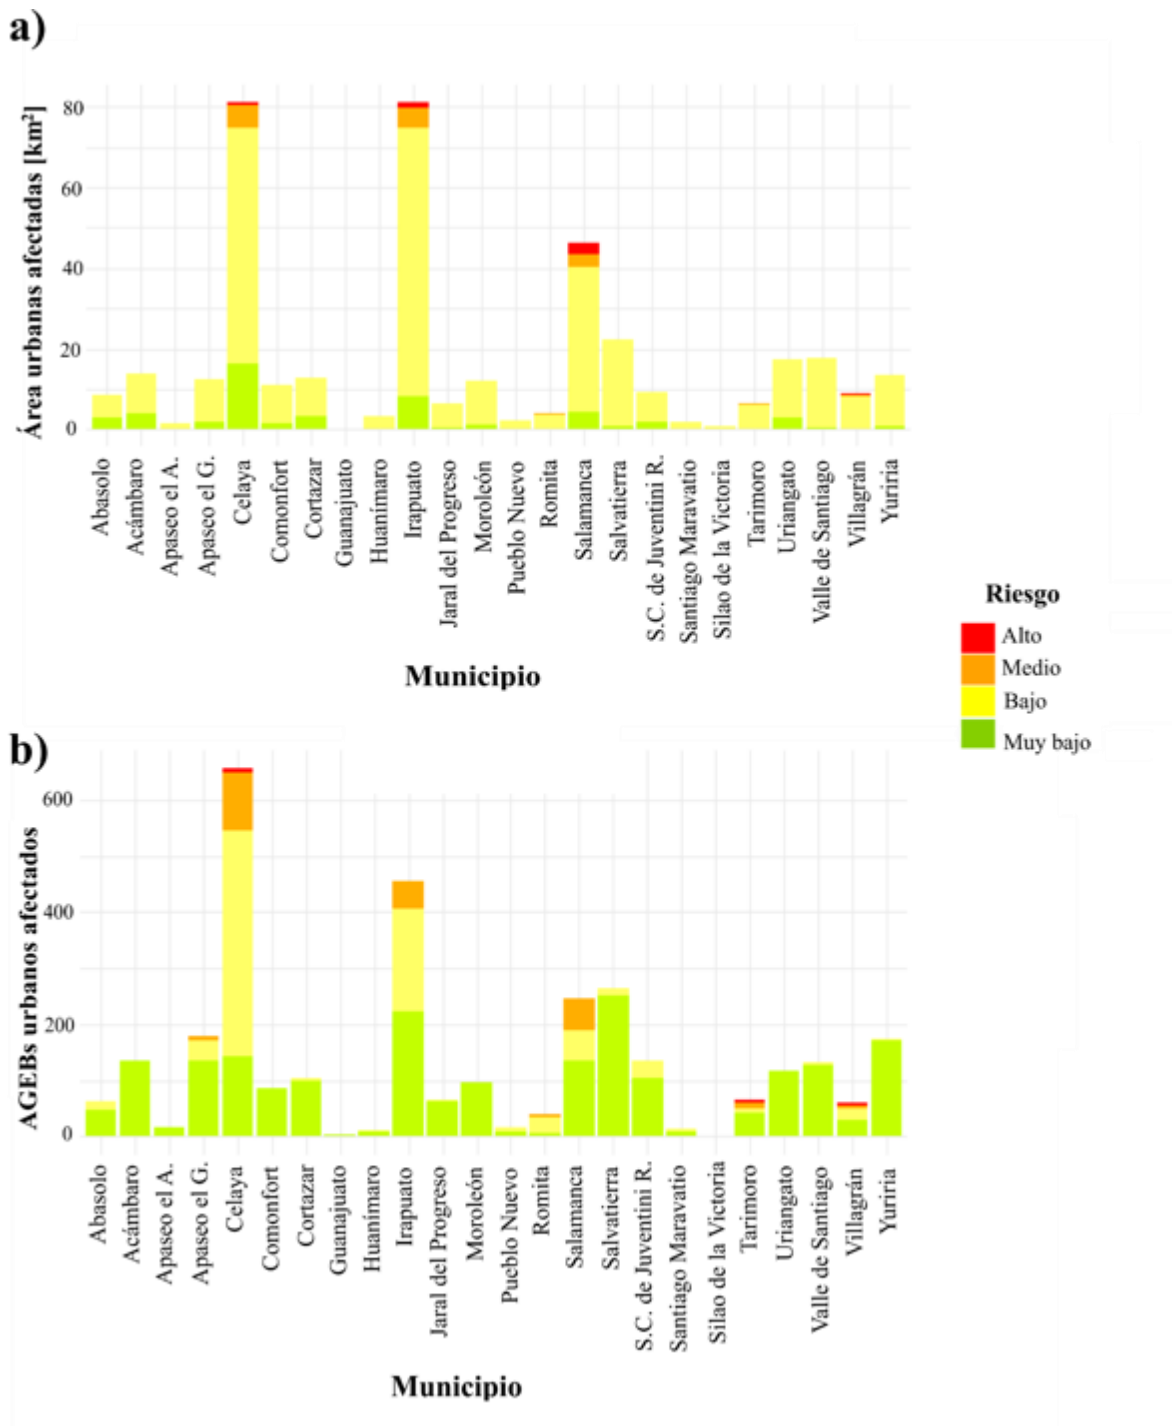 a)
Área urbanas afectadas [km²]
80
60
40
20
0
Abasolo
Acámbaro
Apaseo el A.
Apaseo el G.
Celaya
Comonfort
Cortazar
Guanajuato
Huanímaro
Irapuato
Jaral del Progreso
Moroleón
Pueblo Nuevo
Romita
Salamanca
Salvatierra
S.C. de Juventini R.
Santiago Maravatio
Silao de la Victoria
Tarimoro
Uriangato
Valle de Santiago
Villagrán
Yuriria
Municipio
Riesgo
Alto
Medio
Bajo
Muy bajo
b)
AGEBs urbanos afectados
600
400
200
0
Abasolo
Acámbaro
Apaseo el A.
Apaseo el G.
Celaya
Comonfort
Cortazar
Guanajuato
Huanímaro
Irapuato
Jaral del Progreso
Moroleón
Pueblo Nuevo
Romita
Salamanca
Salvatierra
S.C. de Juventini R.
Santiago Maravatio
Silao de la Victoria
Tarimoro
Uriangato
Valle de Santiago
Villagrán
Yuriria
Municipio